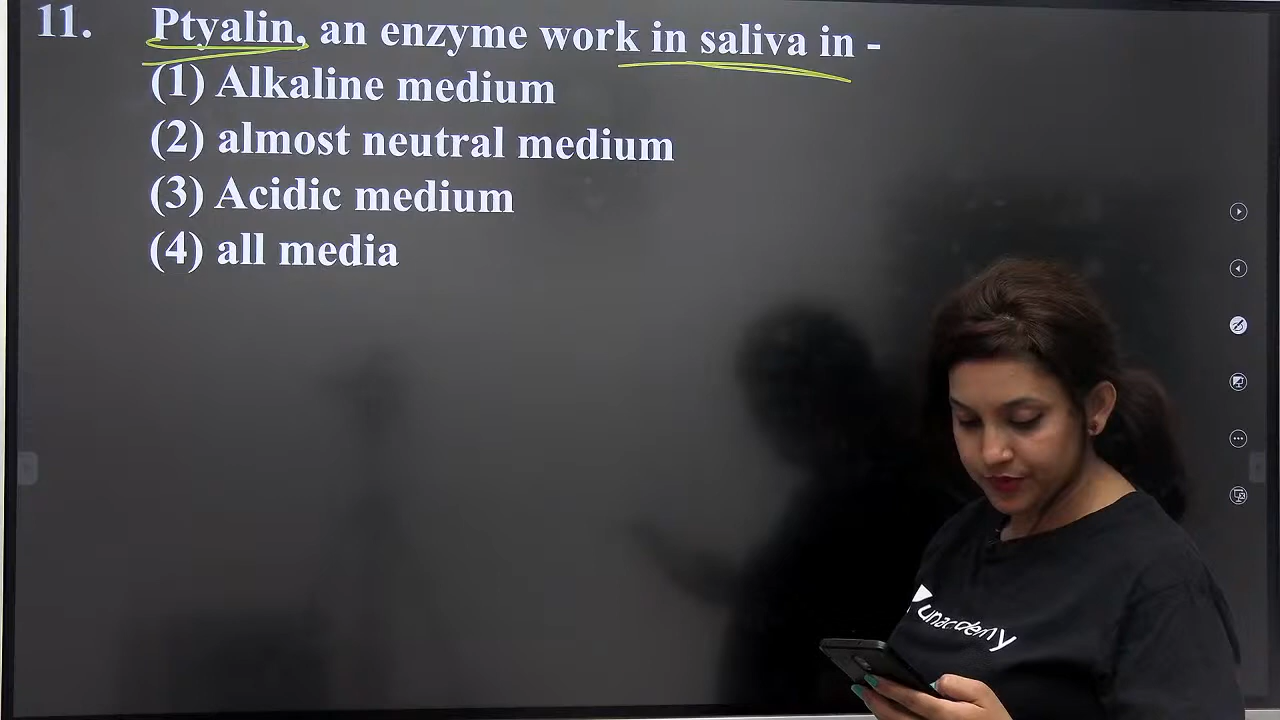 11. Ptyalin, an enzyme work in saliva in -
(1) Alkaline medium
(2) almost neutral medium
(3) Acidic medium
(4) all media
unacdemy